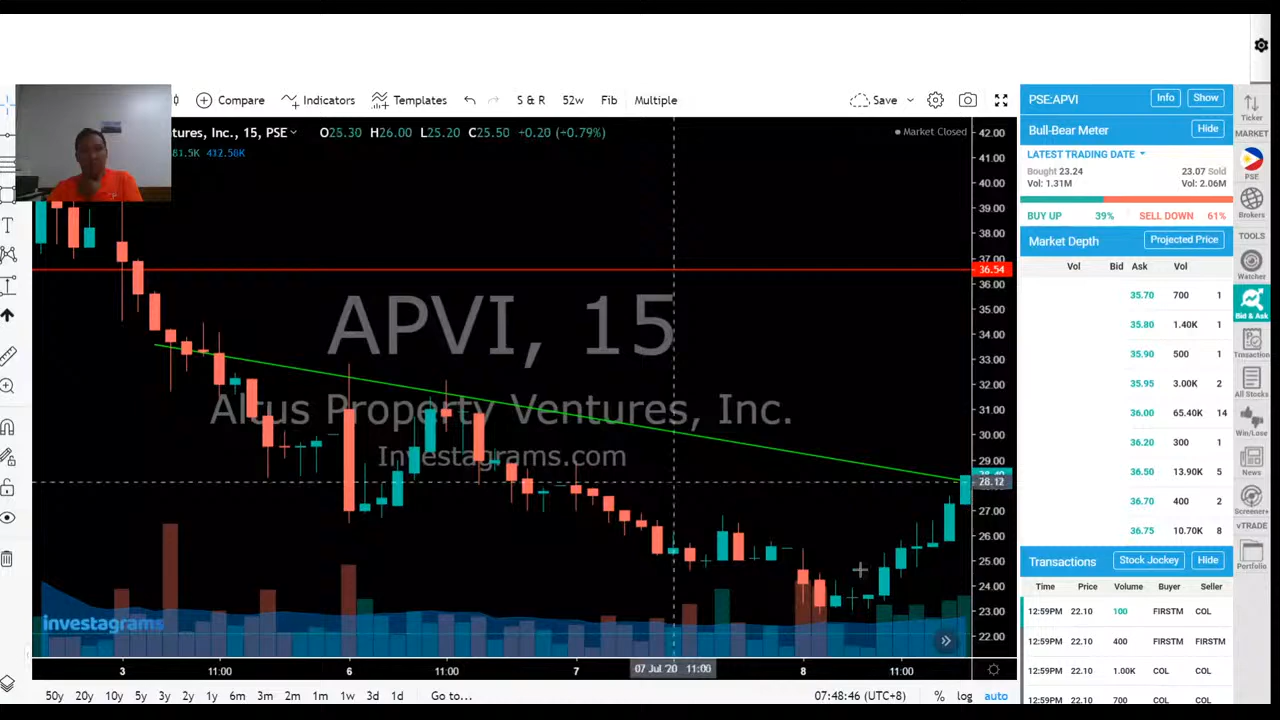 Compare Indicators Templates S & R 52w Fib Multiple Save
tures, Inc., 15, PSE O25.30 H26.00 L25.20 C25.50 +0.20 (+0.79%) Market Closed
412.50K
APVI, 15
Altus Property Ventures, Inc.
Investagrams.com
investagrams
42.00
41.00
40.00
39.00
38.00
37.00
36.54
36.00
35.00
34.00
33.00
32.00
31.00
30.00
29.00
28.12
27.00
26.00
25.00
24.00
23.00
22.00
3 11:00 6 11:00 7 07 Jul '20 11:00 8 11:00
50y 20y 10y 5y 3y 2y 1y 6m 3m 2m 1m 1w 3d 1d Go to... 07:48:46 (UTC+8) % log auto
PSE:APVI Info Show
Bull-Bear Meter Hide
LATEST TRADING DATE
Bought 23.24 23.07 Sold
Vol: 1.31M Vol: 2.06M
BUY UP 39% SELL DOWN 61%
Market Depth Projected Price
Vol Bid Ask Vol
35.70 700 1
35.80 1.40K 1
35.90 500 1
35.95 3.00K 2
36.00 65.40K 14
36.20 300 1
36.50 13.90K 5
36.70 400 2
36.75 10.70K 8
Transactions Stock Jockey Hide
Time Price Volume Buyer Seller
12:59PM 22.10 100 FIRSTM COL
12:59PM 22.10 400 FIRSTM FIRSTM
12:59PM 22.10 1.00K COL COL
12:59PM 22.10 700 COL COL
Ticker
MARKET
PSE
Brokers
TOOLS
Watcher
Bid & Ask
Trnsaction
All Stocks
Win/Lose
News
Screener+
vTRADE
Portfolio